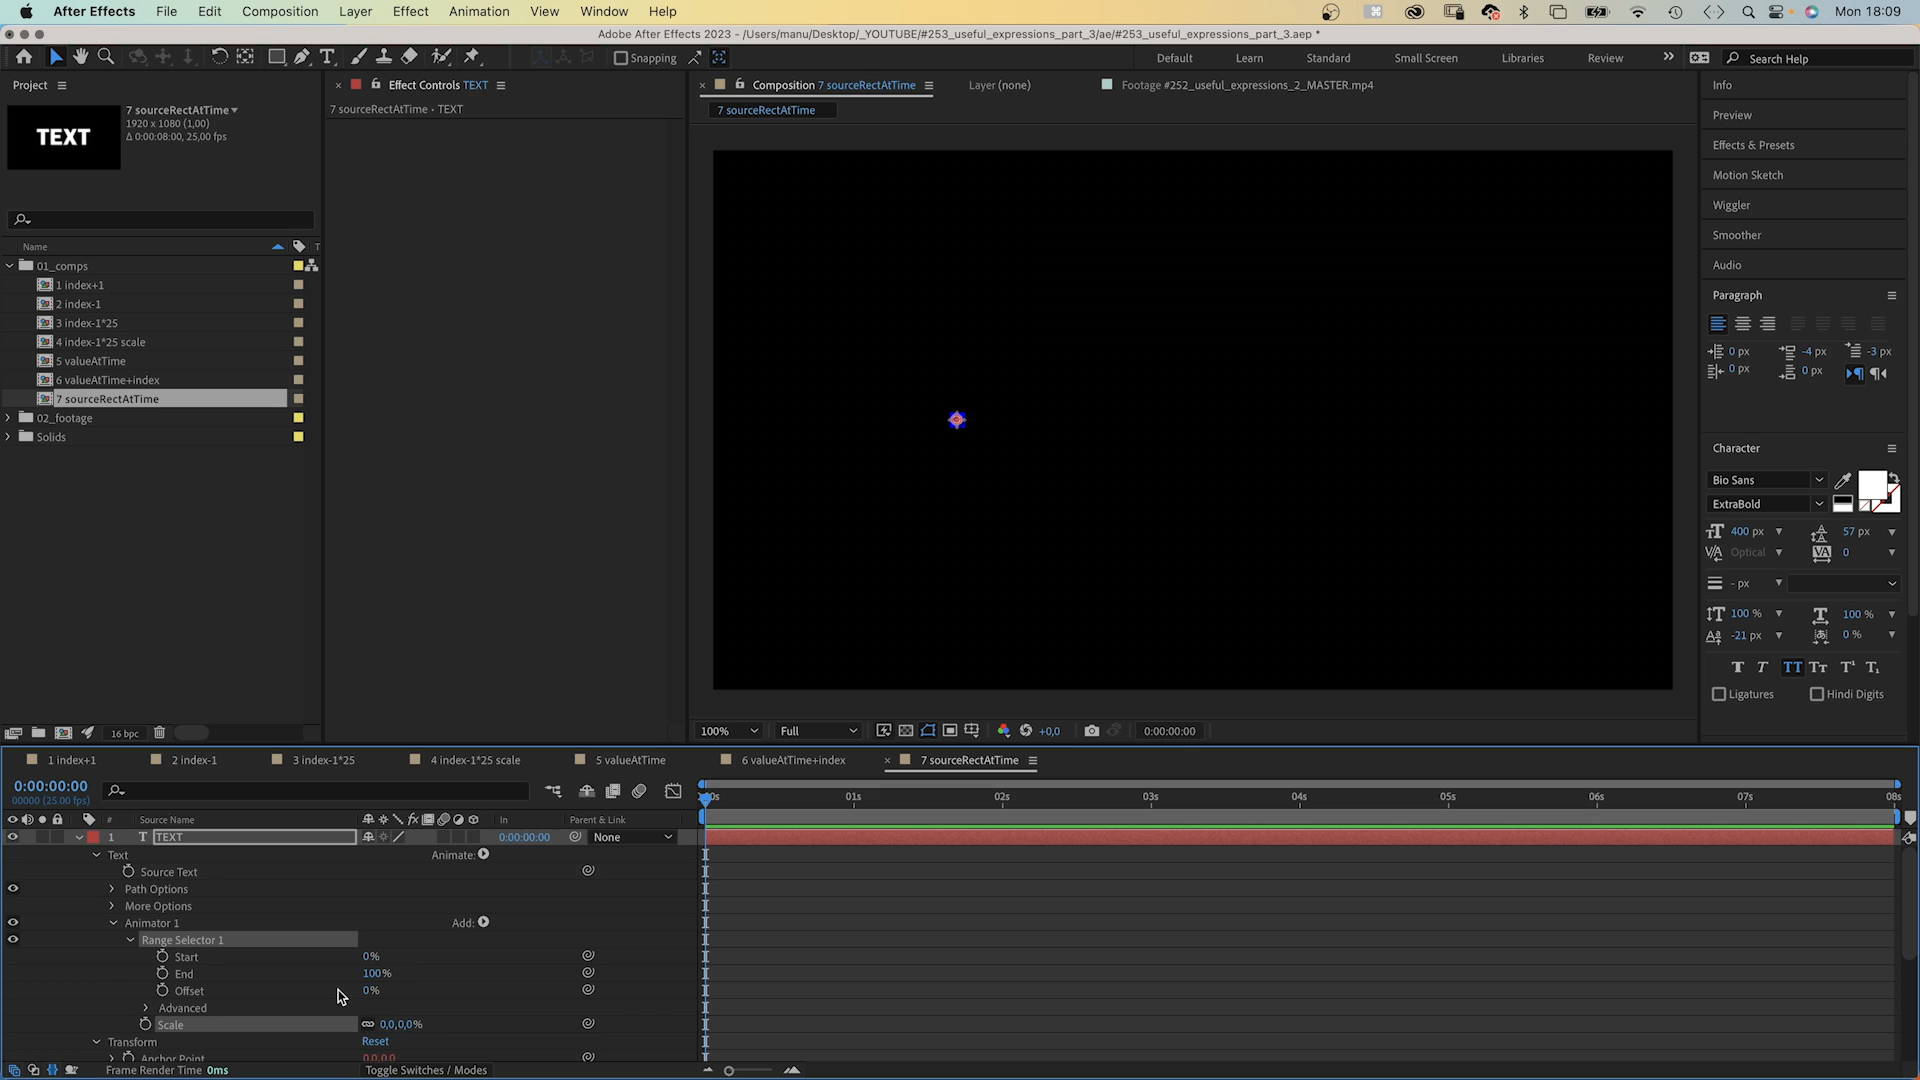 After Effects File Edit Composition Layer Effect Animation View Window Help Mon 18:09
Adobe After Effects 2023 - /Users/manu/Desktop/_YOUTUBE/#253_useful_expressions_part_3/ae/#253_useful_expressions_part_3.aep *
Snapping Default Learn Standard Small Screen Libraries Review Search Help
Project
Effect Controls TEXT
Composition 7 sourceRectAtTime
Layer (none)
Footage #252_useful_expressions_2_MASTER.mp4
7 sourceRectAtTime
1920 x 1080 (1,00)
Δ 0:00:08:00, 25,00 fps
TEXT
7 sourceRectAtTime • TEXT
7 sourceRectAtTime
Name
T
01_comps
1 index+1
2 index-1
3 index-1*25
4 index-1*25 scale
5 valueAtTime
6 valueAtTime+index
7 sourceRectAtTime
02_footage
Solids
16 bpc
100%
Full
+0,0
0:00:00:00
Info
Preview
Effects & Presets
Motion Sketch
Wiggler
Smoother
Audio
Paragraph
0 px -4 px -3 px
0 px 0 px
Character
Bio Sans
ExtraBold
400 px 57 px
Optical 0
- px
100 % 100 %
-21 px 0 %
T T TT Tт T¹ T₁
Ligatures Hindi Digits
1 index+1 2 index-1 3 index-1*25 4 index-1*25 scale 5 valueAtTime 6 valueAtTime+index × 7 sourceRectAtTime
0:00:00:00
00000 (25.00 fps)
01s 02s 03s 04s 05s 06s 07s 08s
# Source Name In Parent & Link
1 T TEXT 0:00:00:00 None
Text Animate:
Source Text
Path Options
More Options
Animator 1 Add:
Range Selector 1
Start 0%
End 100%
Offset 0%
Advanced
Scale 0,0,0,0%
Transform Reset
Anchor Point 0,0,0,0
Frame Render Time 0ms Toggle Switches / Modes